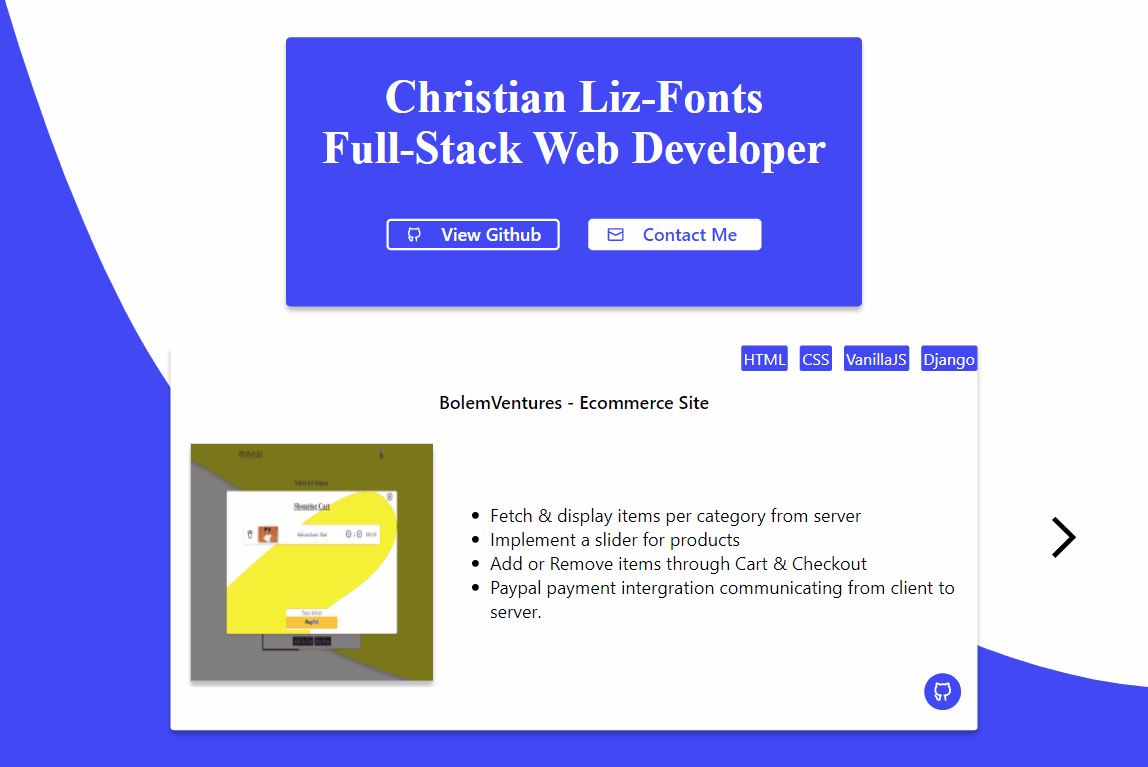 Christian Liz-Fonts
Full-Stack Web Developer
View Github
Contact Me
HTML
CSS
VanillaJS
Django
BolemVentures - Ecommerce Site
Shopping Cart
PayPal
Fetch & display items per category from server
Implement a slider for products
Add or Remove items through Cart & Checkout
Paypal payment intergration communicating from client to
server.